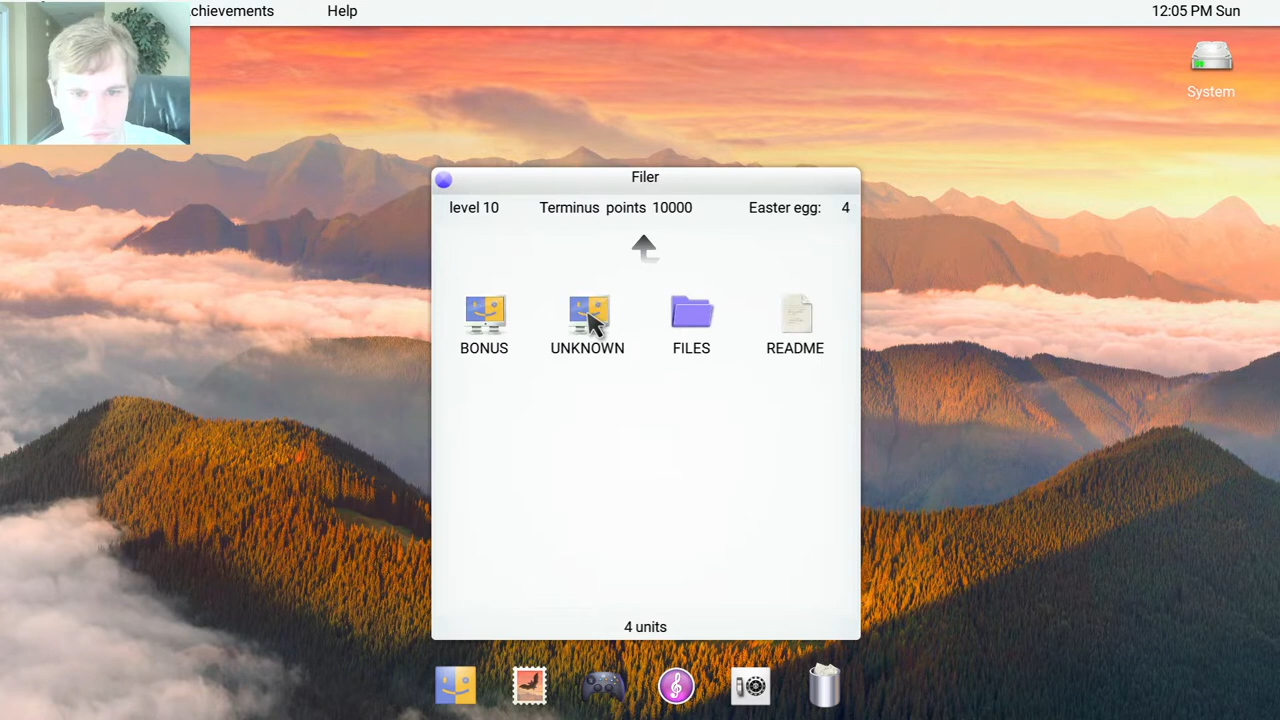 chievements Help 12:05 PM Sun
System
Filer
level 10 Terminus points 10000 Easter egg: 4
BONUS UNKNOWN FILES README
4 units